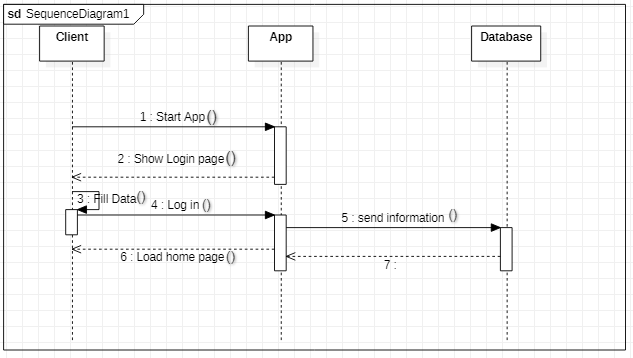 sd SequenceDiagram1
Client
App
Database
1 : Start App()
2 : Show Login page()
3 : Fill Data()
4 : Log in ()
5 : send information ()
6 : Load home page()
7 :